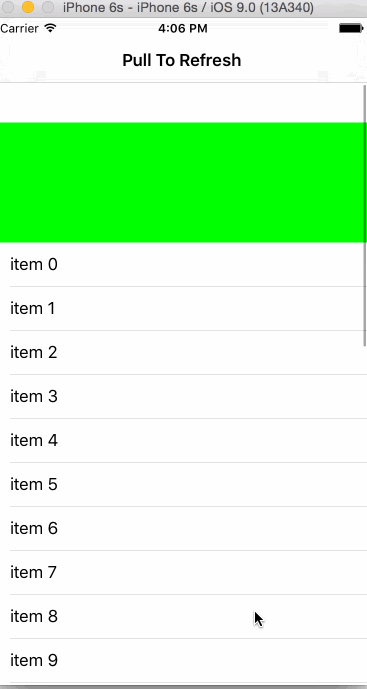 iPhone 6s - iPhone 6s / iOS 9.0 (13A340)
Carrier 4:06 PM
Pull To Refresh
item 0
item 1
item 2
item 3
item 4
item 5
item 6
item 7
item 8
item 9